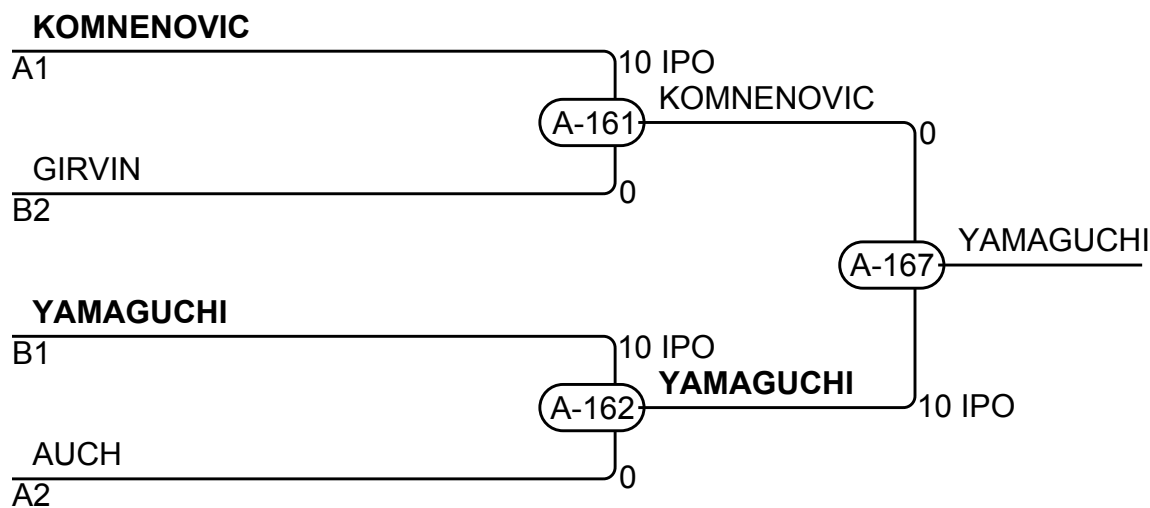 KOMNENOVIC
A1
10 IPO
KOMNENOVIC
A-161
0
GIRVIN
0
B2
YAMAGUCHI
A-167
YAMAGUCHI
B1
10 IPO
YAMAGUCHI
A-162
10 IPO
AUCH
0
A2